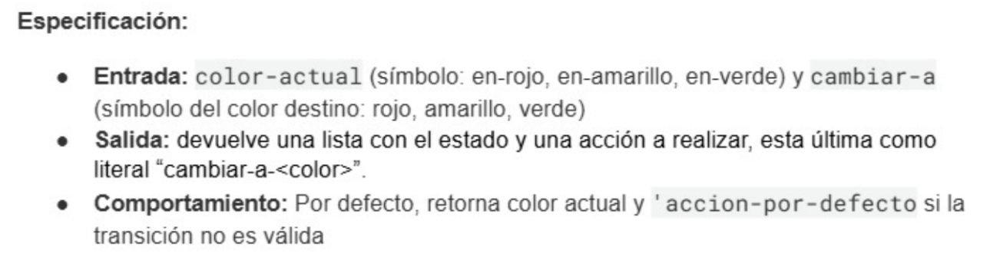 Especificación:
● Entrada: color-actual (símbolo: en-rojo, en-amarillo, en-verde) y cambiar-a
(símbolo del color destino: rojo, amarillo, verde)
● Salida: devuelve una lista con el estado y una acción a realizar, esta última como
literal “cambiar-a-<color>”.
● Comportamiento: Por defecto, retorna color actual y 'accion-por-defecto si la
transición no es válida